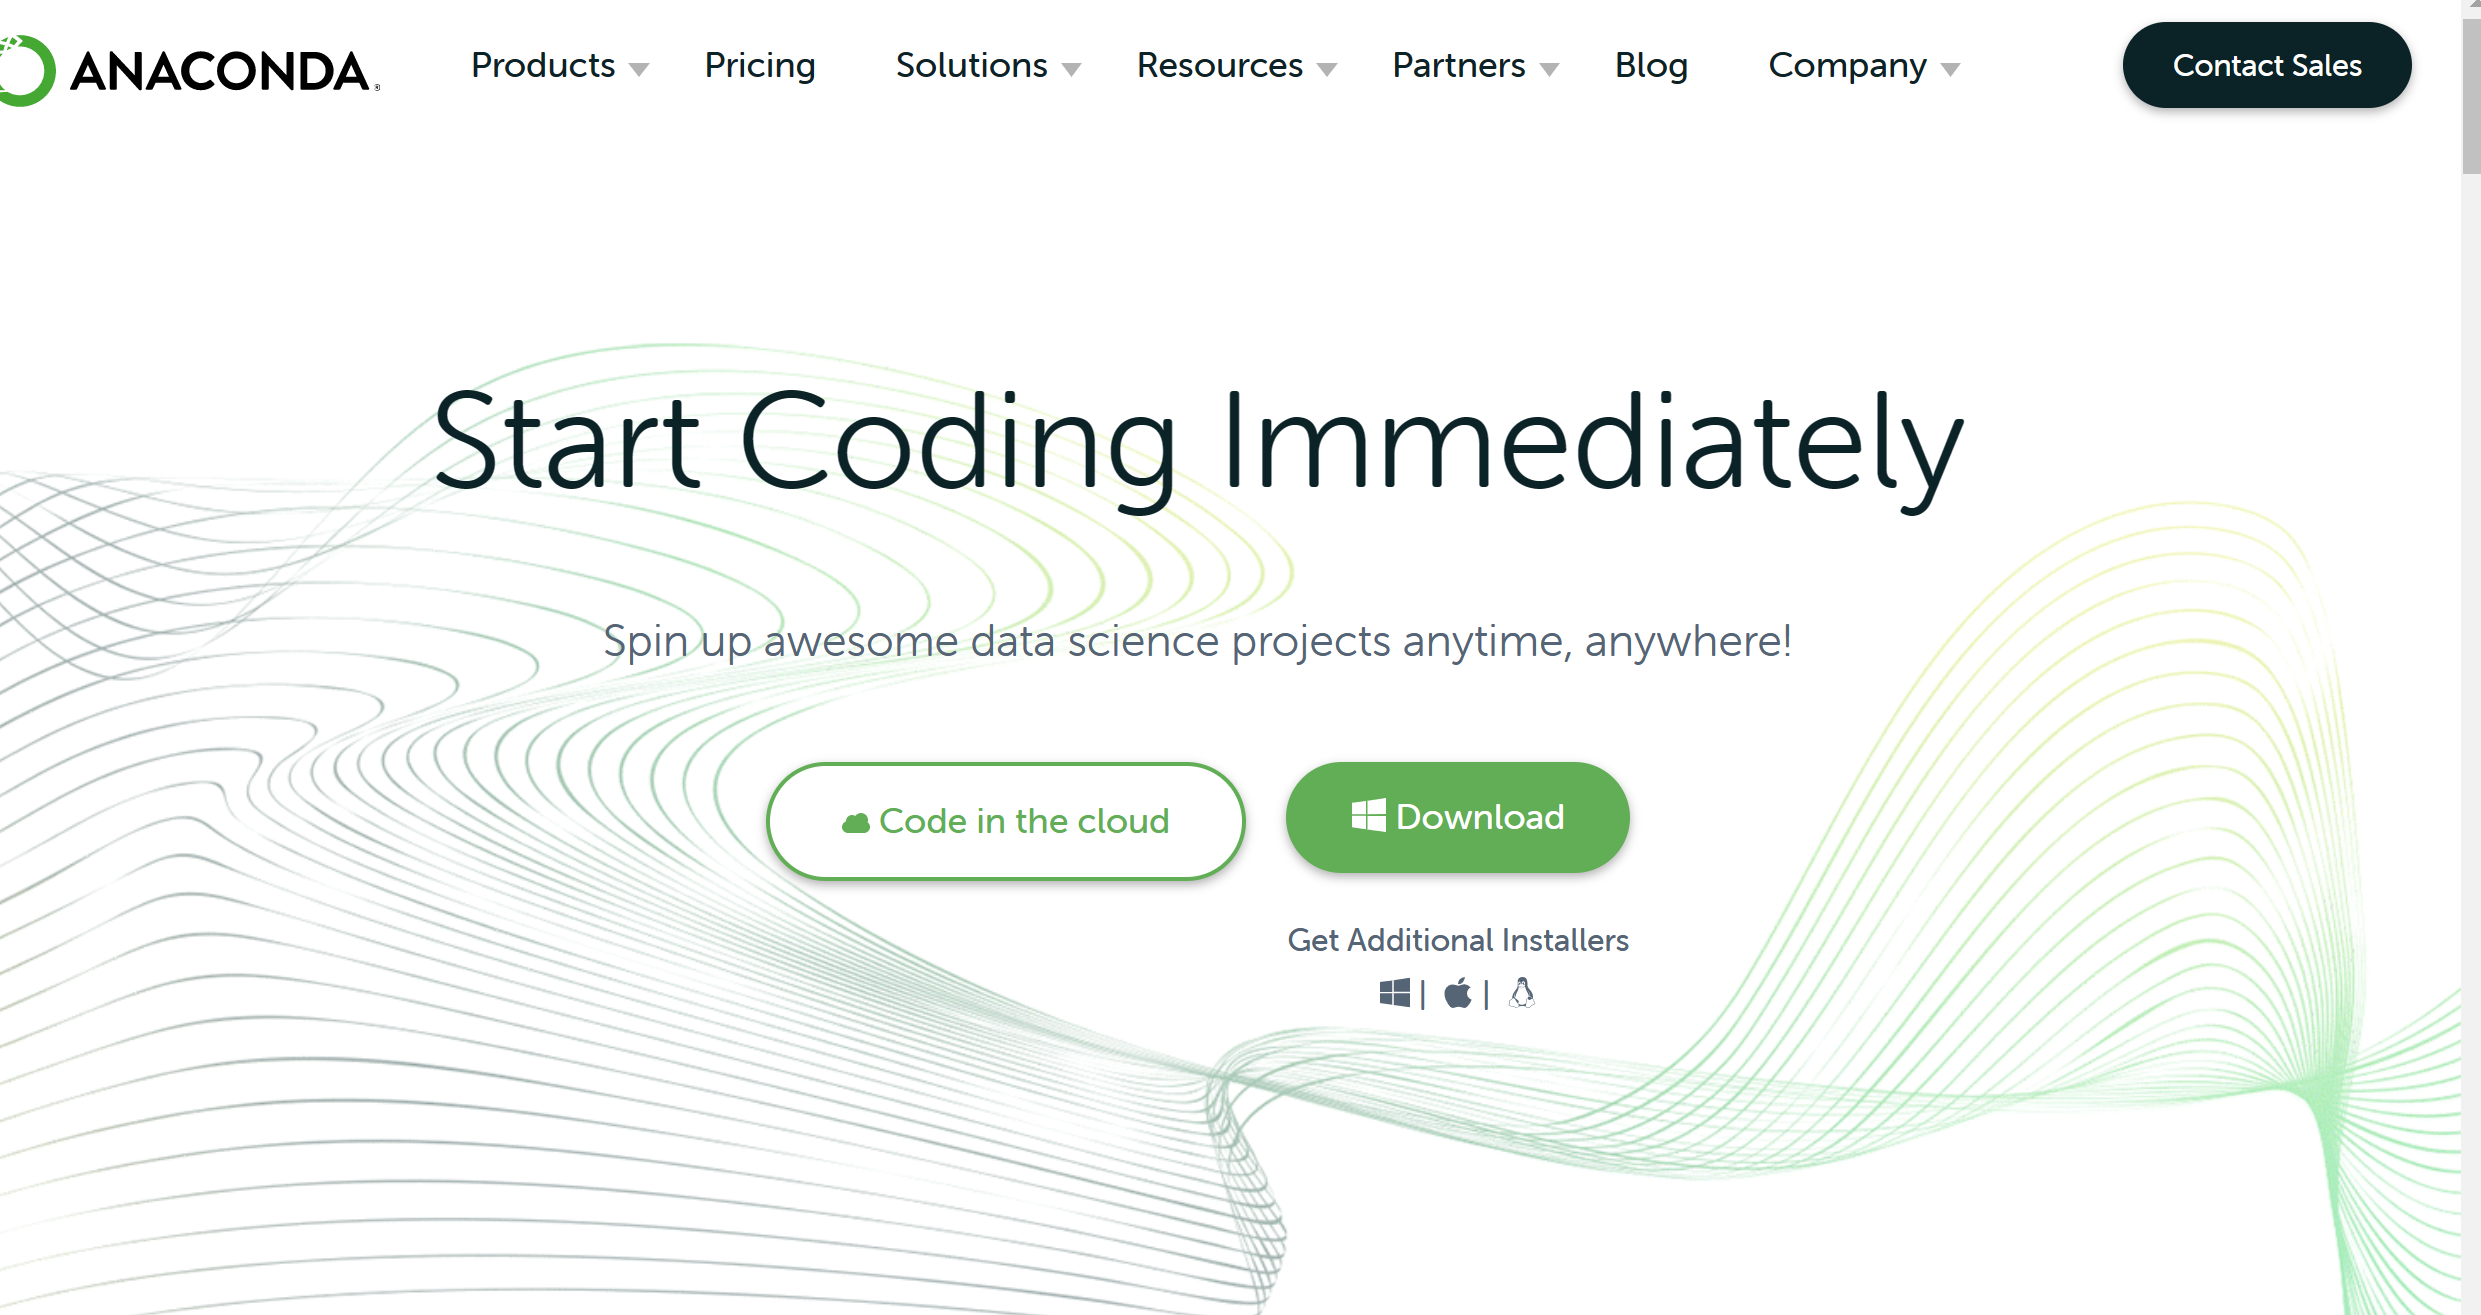 ANACONDA®
Products Pricing Solutions Resources Partners Blog Company Contact Sales
Start Coding Immediately
Spin up awesome data science projects anytime, anywhere!
Code in the cloud Download
Get Additional Installers
| |